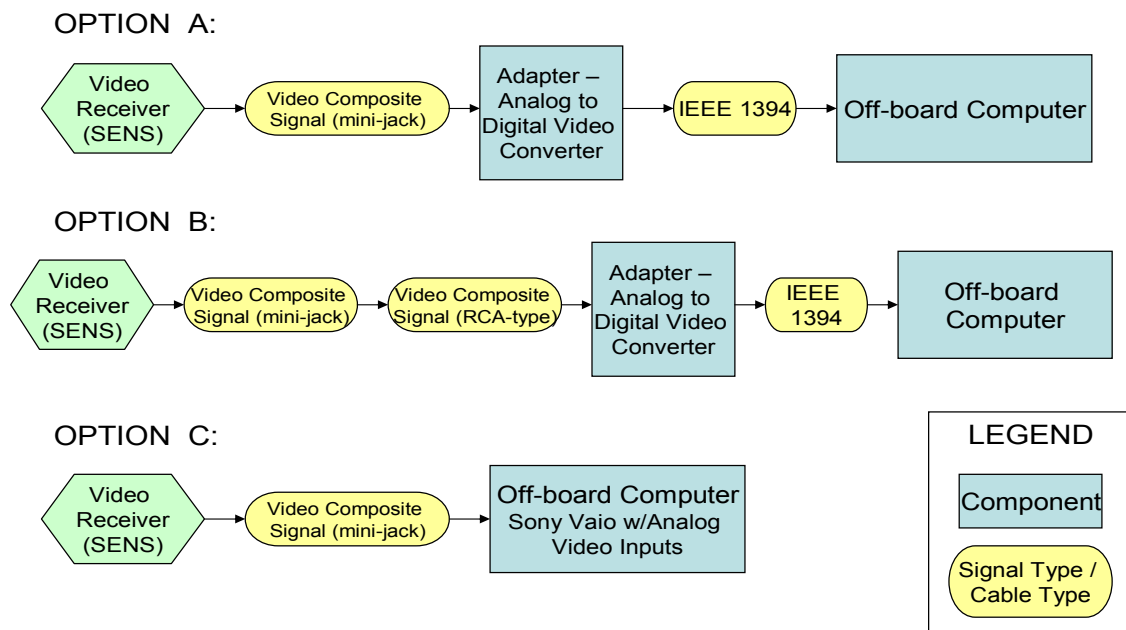 OPTION A:
Video
Receiver
(SENS)
Video Composite
Signal (mini-jack)
Adapter –
Analog to
Digital Video
Converter
IEEE 1394
Off-board Computer
OPTION B:
Video
Receiver
(SENS)
Video Composite
Signal (mini-jack)
Video Composite
Signal (RCA-type)
Adapter –
Analog to
Digital Video
Converter
IEEE
1394
Off-board
Computer
OPTION C:
Video
Receiver
(SENS)
Video Composite
Signal (mini-jack)
Off-board Computer
Sony Vaio w/Analog
Video Inputs
LEGEND
Component
Signal Type /
Cable Type